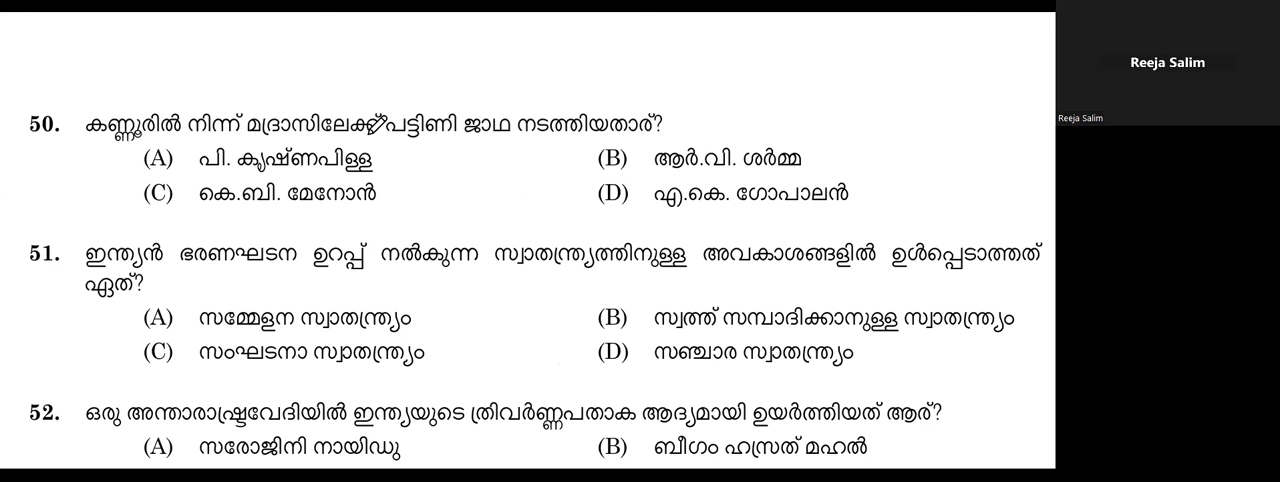 Reeja Salim
Reeja Salim
50. കണ്ണൂരിൽ നിന്ന് മദ്രാസിലേക്ക് പട്ടിണി ജാഥ നടത്തിയതാര്?
(A) പി. കൃഷ്ണപിള്ള (B) ആർ.വി. ശർമ്മ
(C) കെ.ബി. മേനോൻ (D) എ.കെ. ഗോപാലൻ
51. ഇന്ത്യൻ ഭരണഘടന ഉറപ്പ് നൽകുന്ന സ്വാതന്ത്ര്യത്തിനുള്ള അവകാശങ്ങളിൽ ഉൾപ്പെടാത്തത്
ഏത്?
(A) സമ്മേളന സ്വാതന്ത്ര്യം (B) സ്വത്ത് സമ്പാദിക്കാനുള്ള സ്വാതന്ത്ര്യം
(C) സംഘടനാ സ്വാതന്ത്ര്യം (D) സഞ്ചാര സ്വാതന്ത്ര്യം
52. ഒരു അന്താരാഷ്ട്രവേദിയിൽ ഇന്ത്യയുടെ ത്രിവർണ്ണപതാക ആദ്യമായി ഉയർത്തിയത് ആര്?
(A) സരോജിനി നായിഡു (B) ബീഗം ഹസ്രത് മഹൽ